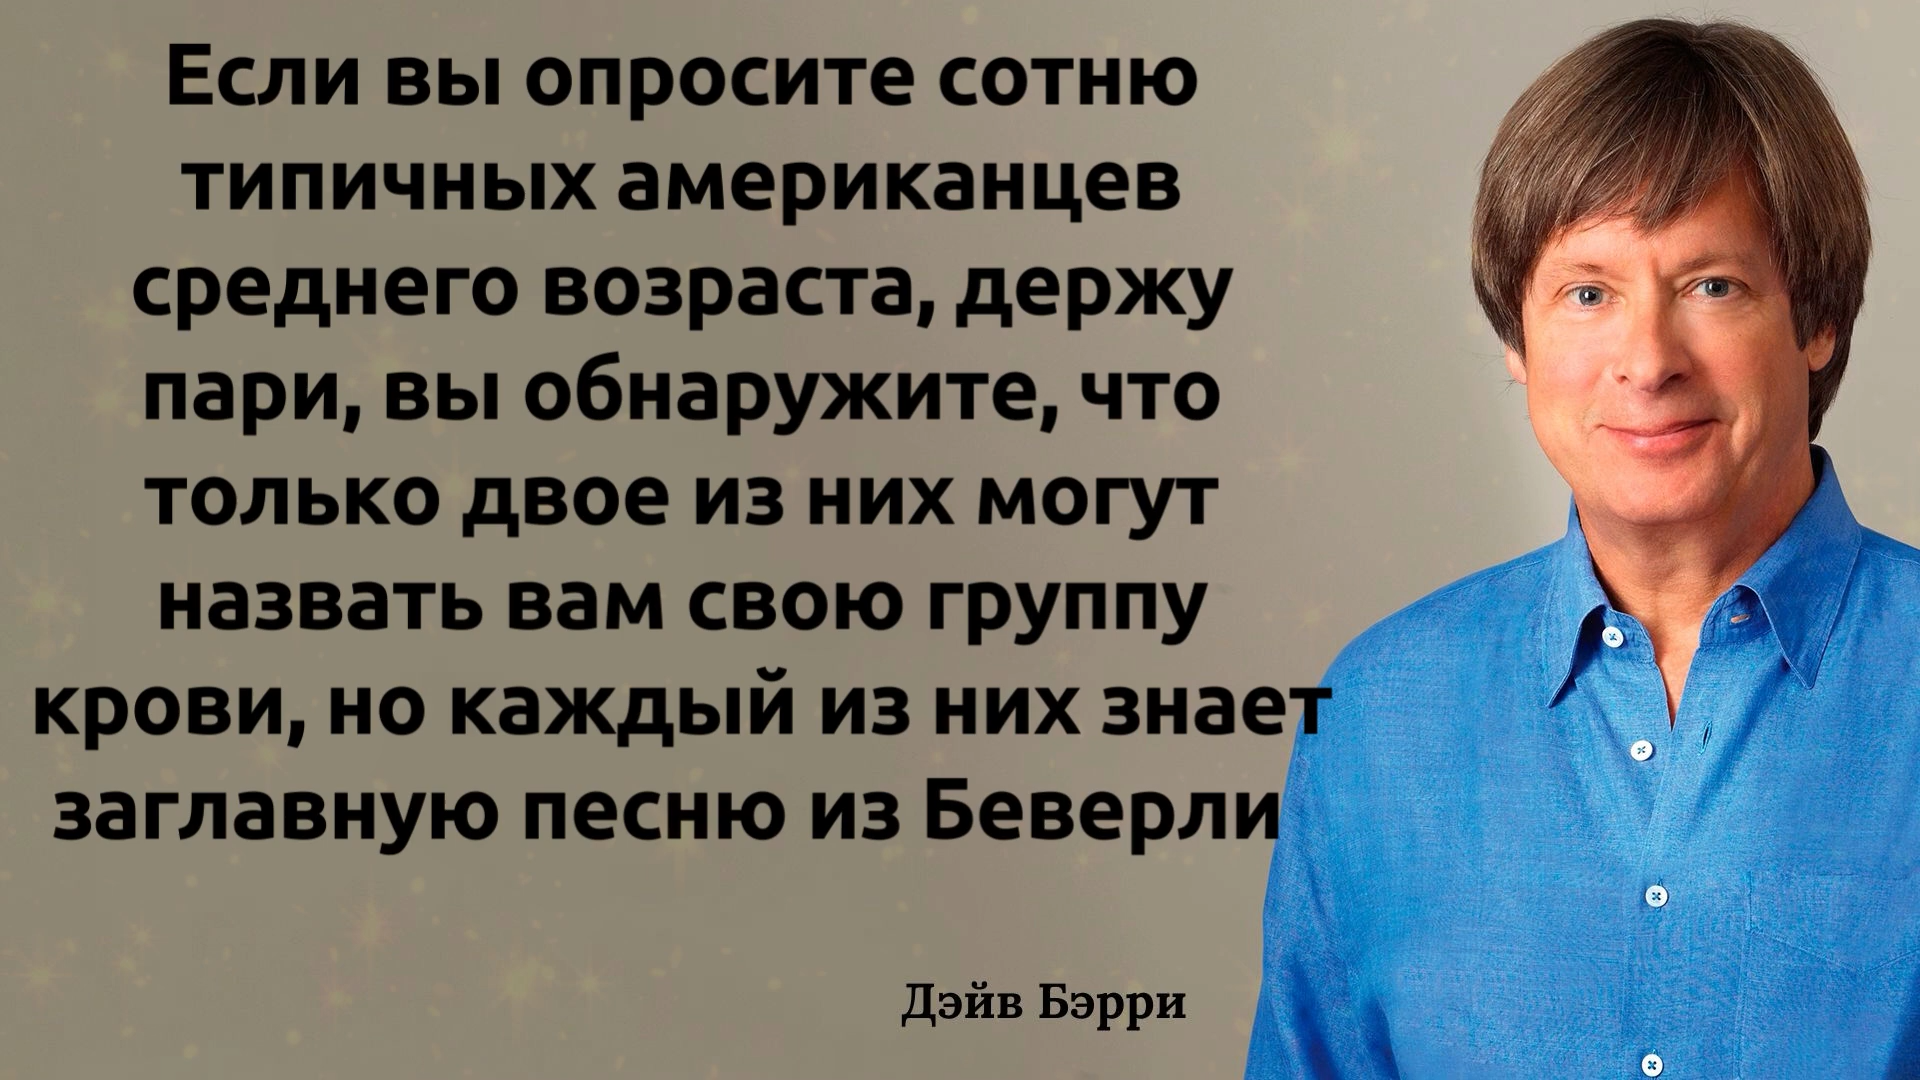 Если вы опросите сотню
типичных американцев
среднего возраста, держу
пари, вы обнаружите, что
только двое из них могут
назвать вам свою группу
крови, но каждый из них знает
заглавную песню из Беверли
Дэйв Бэрри